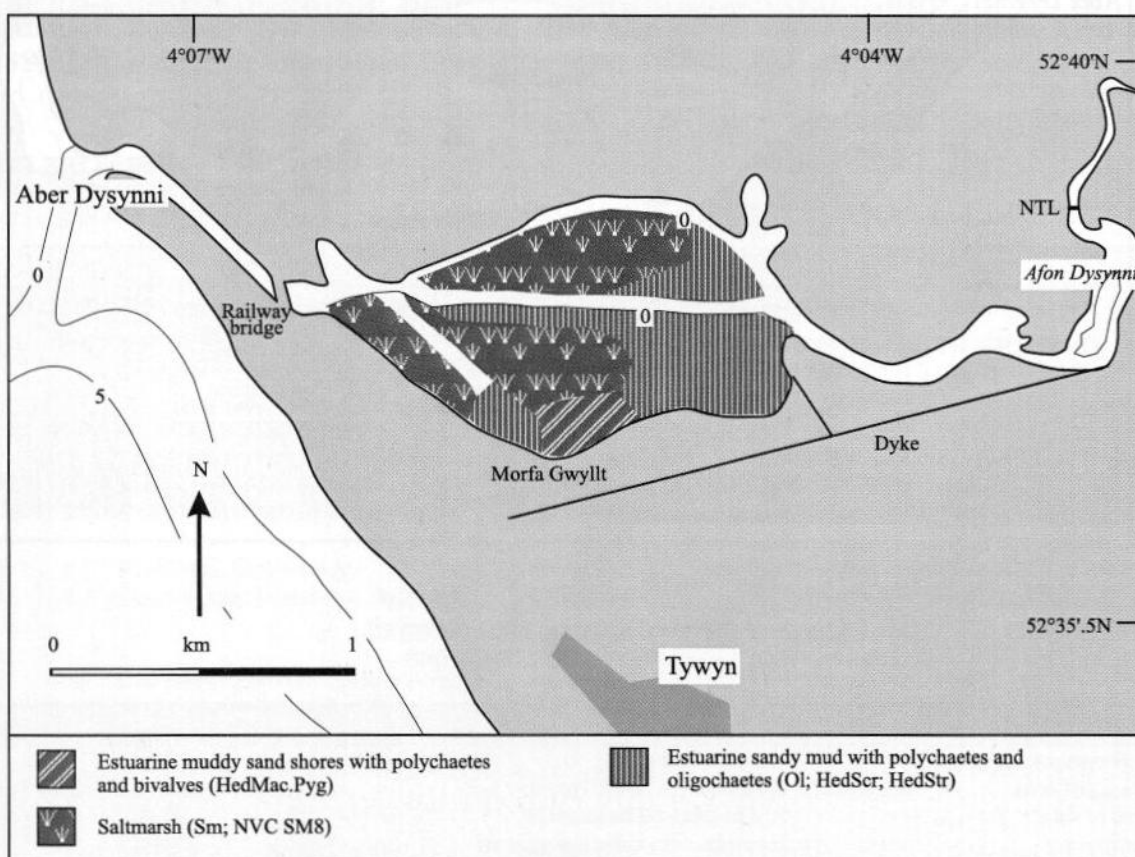 4°07'W
4°04'W
52°40'N
Aber Dysynni
NTL
0
Afon Dysynni
0
Railway
bridge
0
5
Dyke
N
Morfa Gwyllt
0 km 1
52°35'.5N
Tywyn
Estuarine muddy sand shores with polychaetes
and bivalves (HedMac.Pyg)
Estuarine sandy mud with polychaetes and
oligochaetes (Ol; HedScr; HedStr)
Saltmarsh (Sm; NVC SM8)